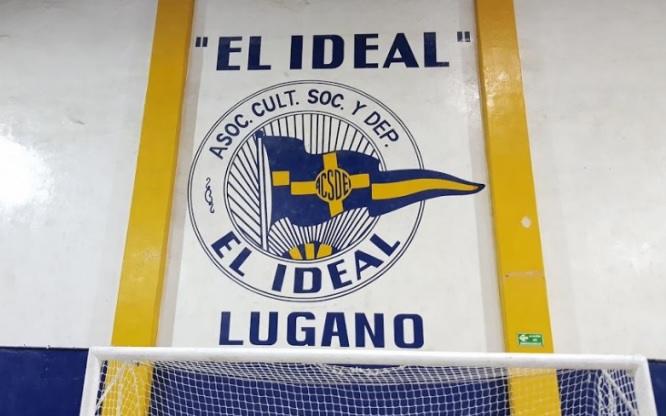 "EL IDEAL"
ASOC. CULT. SOC. Y DEP.
ACSDEI
EL IDEAL
LUGANO